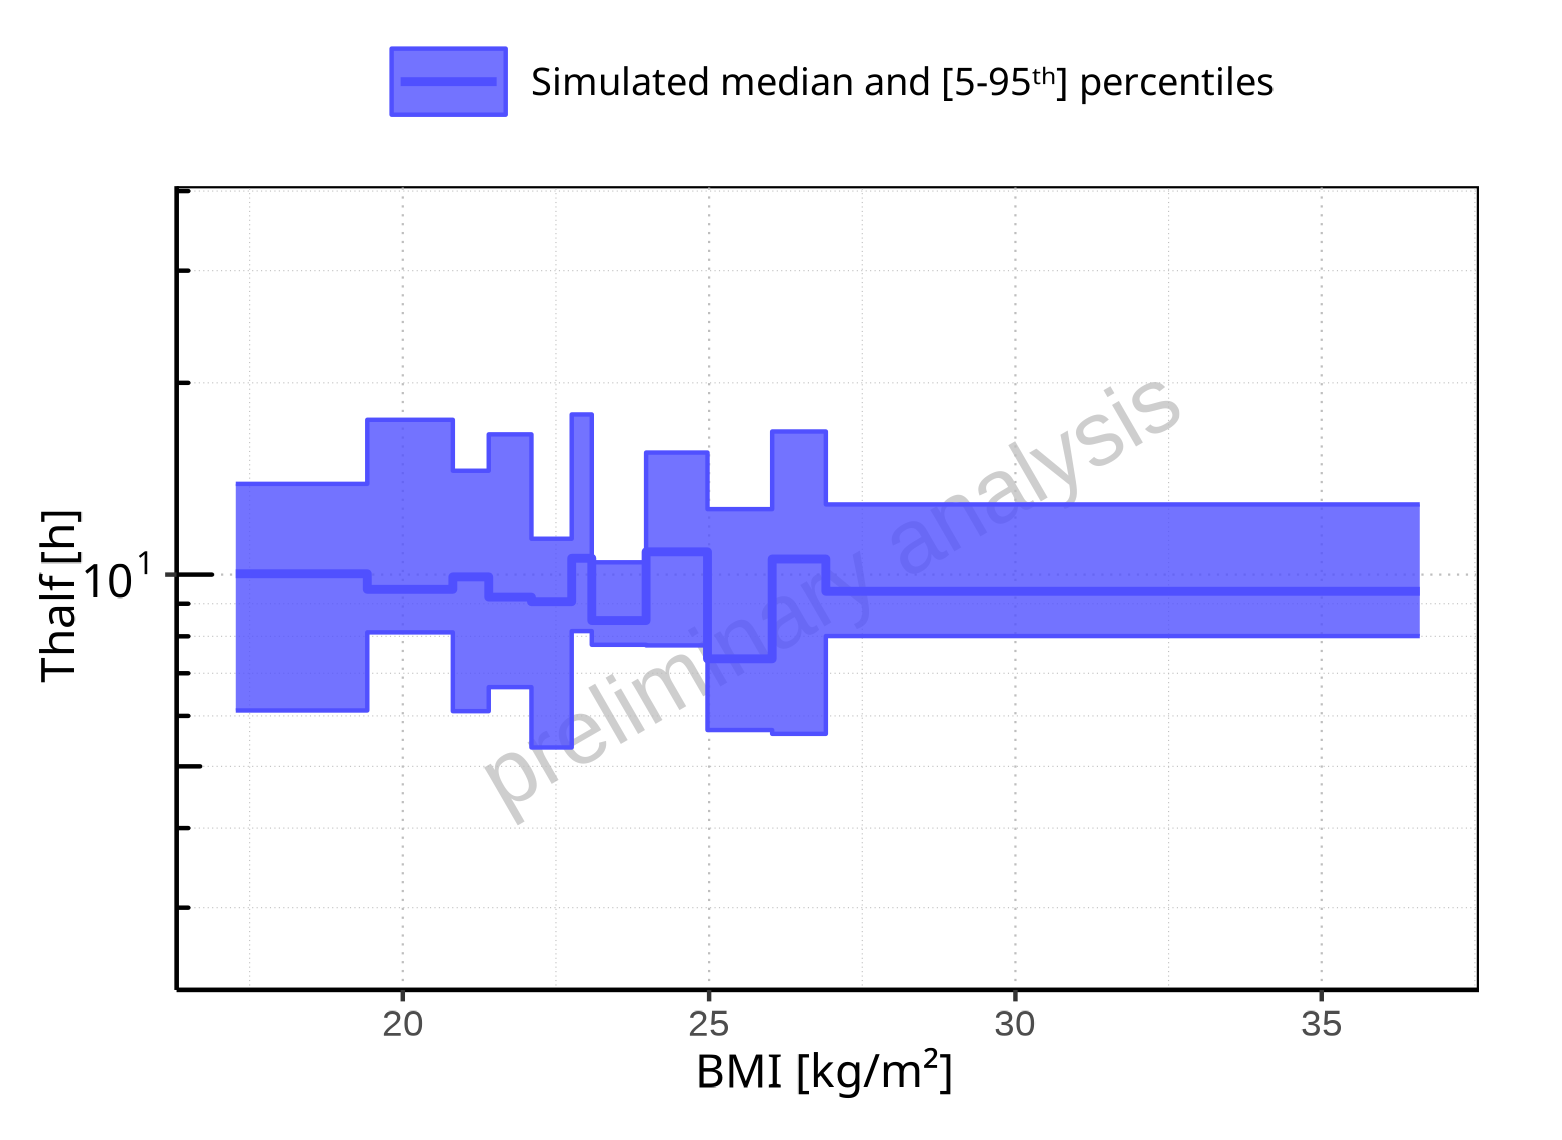 Simulated median and [5-95ᵗʰ] percentiles
Thalf [h]
10¹
preliminary analysis
20 25 30 35
BMI [kg/m²]